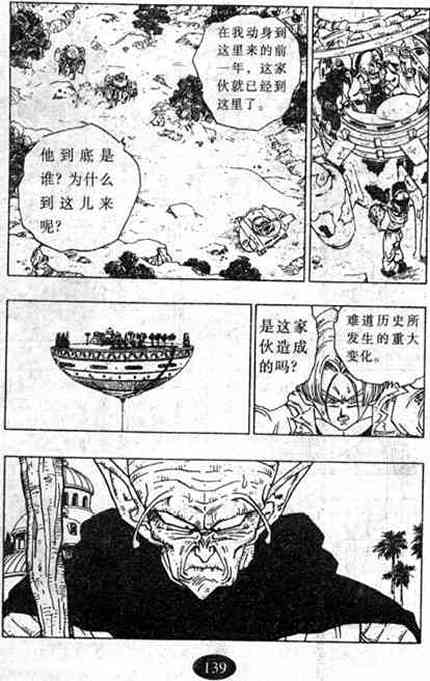 在我动身到
这里来的前
一年，这家
伙就已经到
这里了。
他到底是
谁？为什么
到这儿来
呢？
难道历史所
发生的重大
变化。
是这家
伙造成
的吗？
139